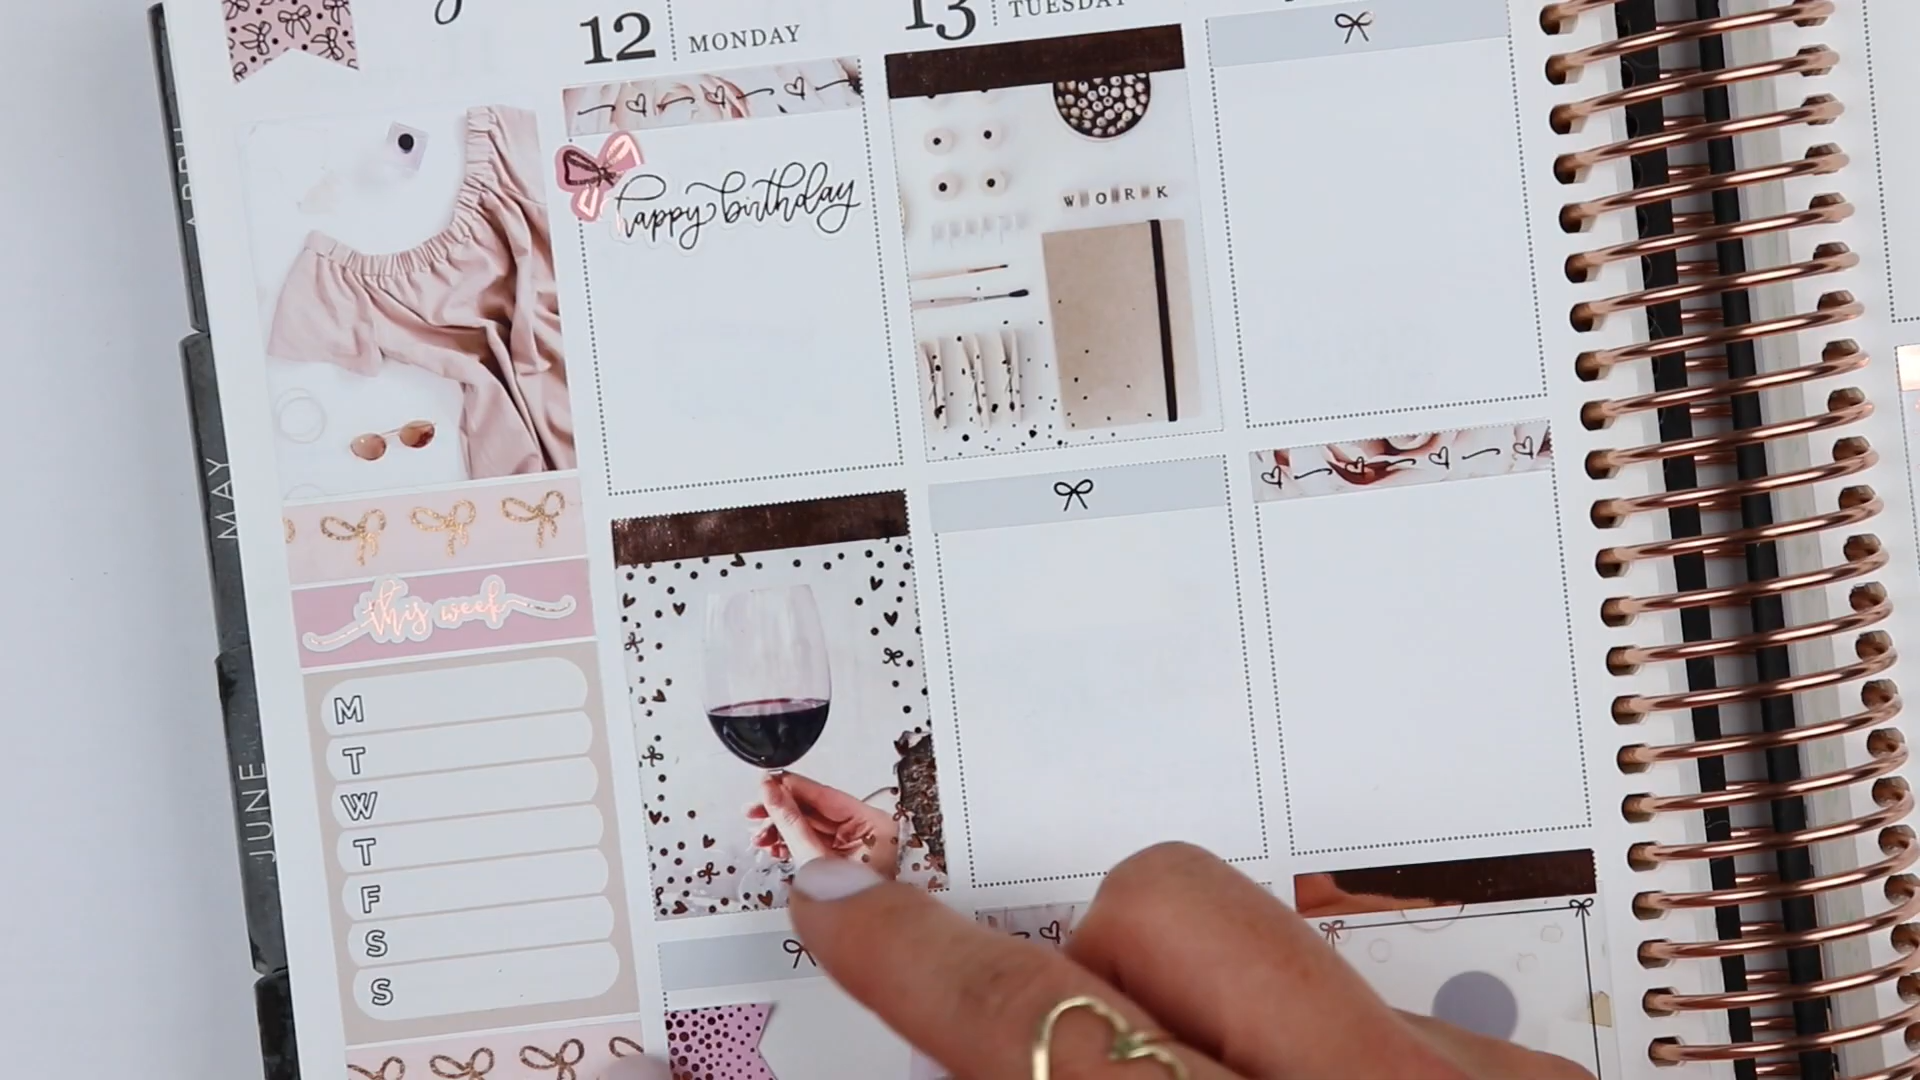 12
MONDAY
13
TUESDAY
happy birthday
WORK
this week
M
T
W
T
F
S
S
APRIL
MAY
JUNE